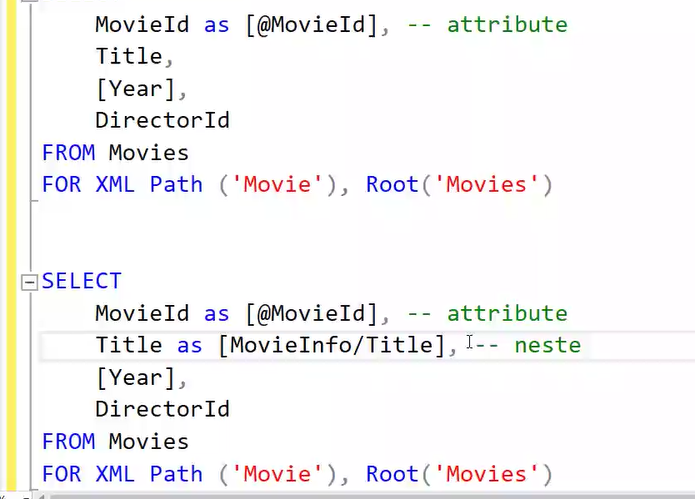 MovieId as [@MovieId], -- attribute
Title,
[Year],
DirectorId
FROM Movies
FOR XML Path ('Movie'), Root('Movies')
SELECT
MovieId as [@MovieId], -- attribute
Title as [MovieInfo/Title], -- neste
[Year],
DirectorId
FROM Movies
FOR XML Path ('Movie'), Root('Movies')